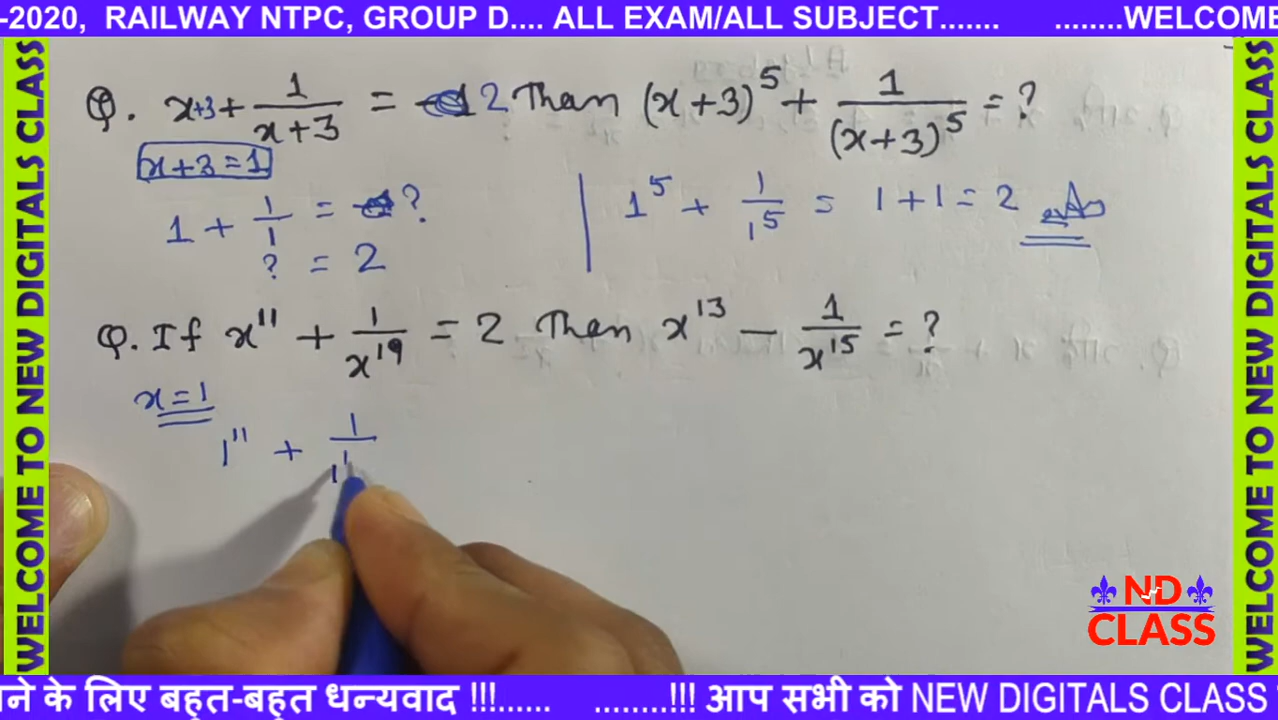 -2020, RAILWAY NTPC, GROUP D.... ALL EXAM/ALL SUBJECT....... ........WELCOME
WELCOME TO NEW DIGITALS CLASS
Q. x+3 + 1/(x+3) = 2 Than (x+3)^5 + 1/(x+3)^5 = ?
x+3 = 1
1 + 1/1 = ?
? = 2
1^5 + 1/1^5 = 1+1 = 2 Ans
Q. If x^11 + 1/x^19 = 2 Then x^13 − 1/x^15 = ?
x = 1
1^11 + 1/1^1
ND
CLASS
WELCOME TO NEW DIGITALS CLASS
ने के लिए बहुत-बहुत धन्यवाद !!!...... ........!!! आप सभी को NEW DIGITALS CLASS